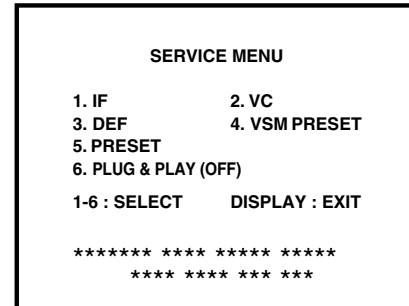 SERVICE MENU
1. IF 2. VC
3. DEF 4. VSM PRESET
5. PRESET
6. PLUG & PLAY (OFF)
1-6 : SELECT DISPLAY : EXIT
******* **** ***** *****
**** **** *** ***